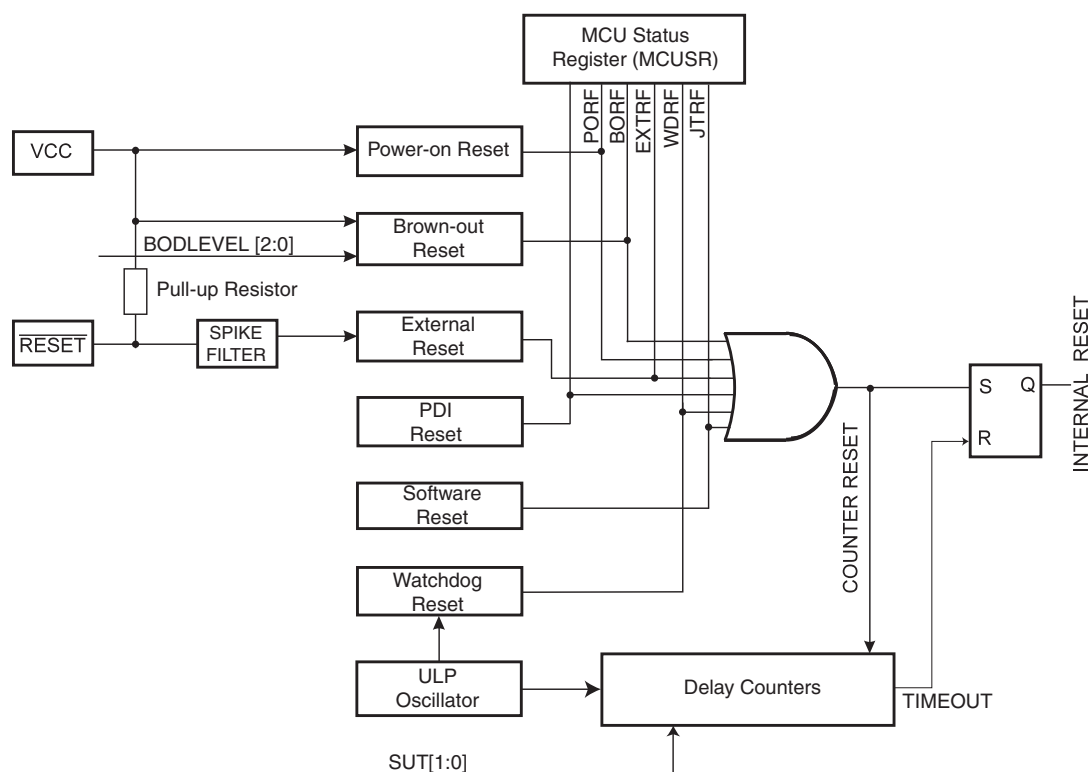 MCU Status
Register (MCUSR)
PORF
BORF
EXTRF
WDRF
JTRF
VCC
Power-on Reset
BODLEVEL [2:0]
Brown-out
Reset
Pull-up Resistor
RESET
SPIKE
FILTER
External
Reset
PDI
Reset
S
Q
R
INTERNAL RESET
COUNTER RESET
Software
Reset
Watchdog
Reset
ULP
Oscillator
Delay Counters
TIMEOUT
SUT[1:0]